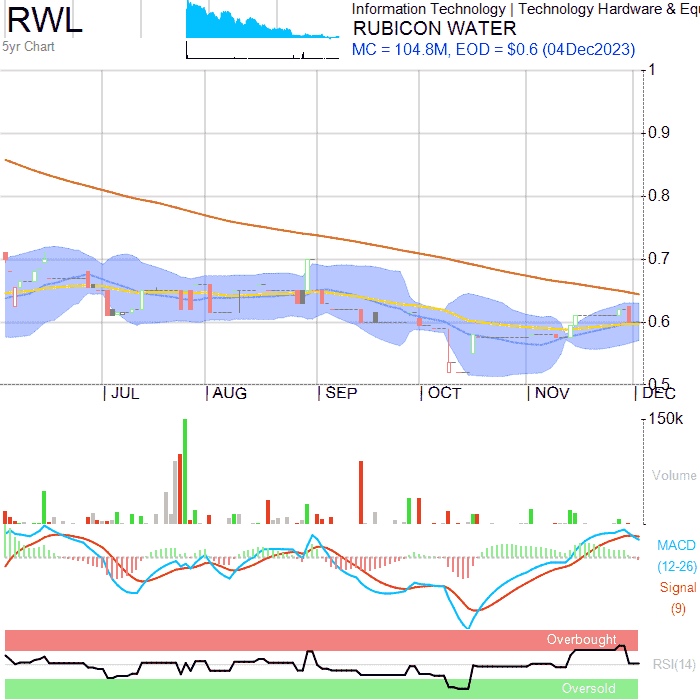 RWL
5yr Chart
Information Technology | Technology Hardware & Equ
RUBICON WATER
MC = 104.8M, EOD = $0.6 (04Dec2023)
1
0.9
0.8
0.7
0.6
0.5
JUL
AUG
SEP
OCT
NOV
DEC
150k
Volume
MACD
(12-26)
Signal
(9)
Overbought
RSI(14)
Oversold